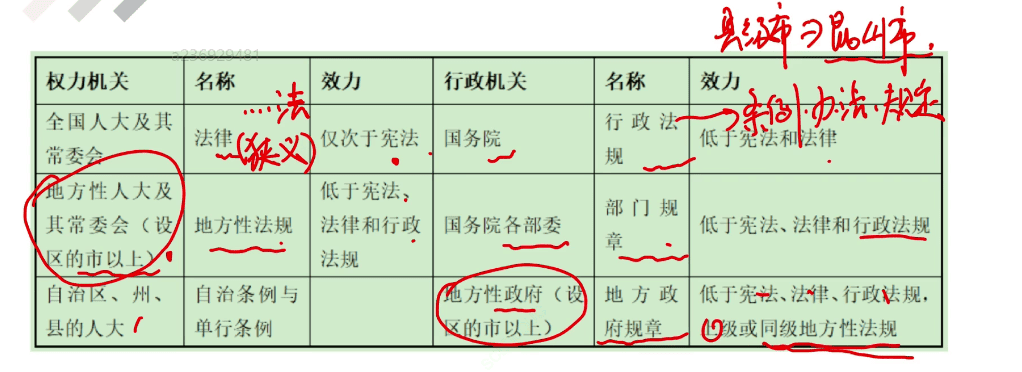 县级市→昆山市.
a236929481
权力机关 名称 效力 行政机关 名称 效力
....法
→条例.办法.规定
全国人大及其 行政法
法律 (狭义) 仅次于宪法 国务院 低于宪法和法律
常委会 规
地方性人大及 低于宪法、
部门规
其常委会（设 地方性法规 法律和行政 国务院各部委 低于宪法、法律和行政法规
章
区的市以上） 法规
自治区、州、 自治条例与 地方性政府（设 地方政 低于宪法、法律、行政法规，
县的人大 单行条例 区的市以上） 府规章 上级或同级地方性法规